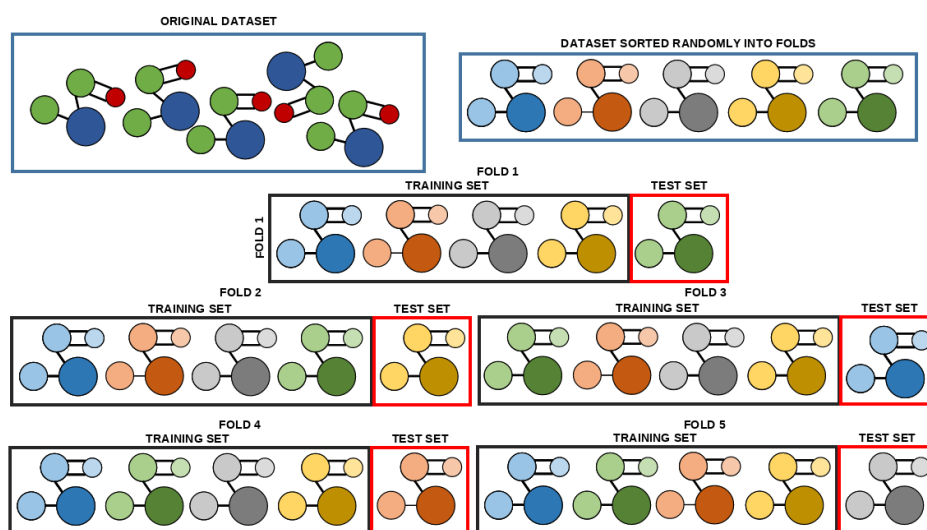 ORIGINAL DATASET
DATASET SORTED RANDOMLY INTO FOLDS
FOLD 1
TRAINING SET
TEST SET
FOLD 1
FOLD 2
TRAINING SET
TEST SET
FOLD 3
TRAINING SET
TEST SET
FOLD 4
TRAINING SET
TEST SET
FOLD 5
TRAINING SET
TEST SET